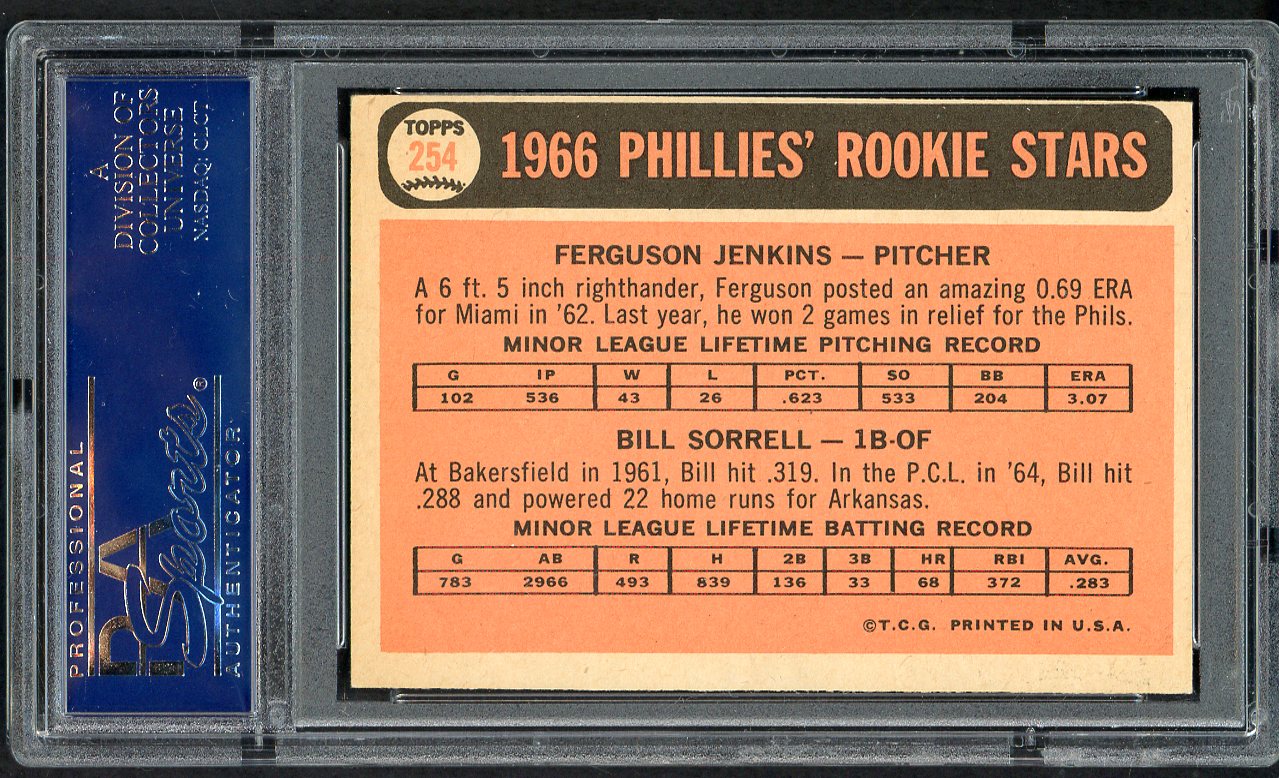 A
DIVISION OF
COLLECTORS
UNIVERSE
NASDAQ: CLCT
PROFESSIONAL
PSA
Sports®
AUTHENTICATOR
TOPPS
254
1966 PHILLIES' ROOKIE STARS
FERGUSON JENKINS — PITCHER
A 6 ft. 5 inch righthander, Ferguson posted an amazing 0.69 ERA
for Miami in '62. Last year, he won 2 games in relief for the Phils.
MINOR LEAGUE LIFETIME PITCHING RECORD
G IP W L PCT. SO BB ERA
102 536 43 26 .623 533 204 3.07
BILL SORRELL — 1B-OF
At Bakersfield in 1961, Bill hit .319. In the P.C.L. in '64, Bill hit
.288 and powered 22 home runs for Arkansas.
MINOR LEAGUE LIFETIME BATTING RECORD
G AB R H 2B 3B HR RBI AVG.
783 2966 493 839 136 33 68 372 .283
©T.C.G. PRINTED IN U.S.A.